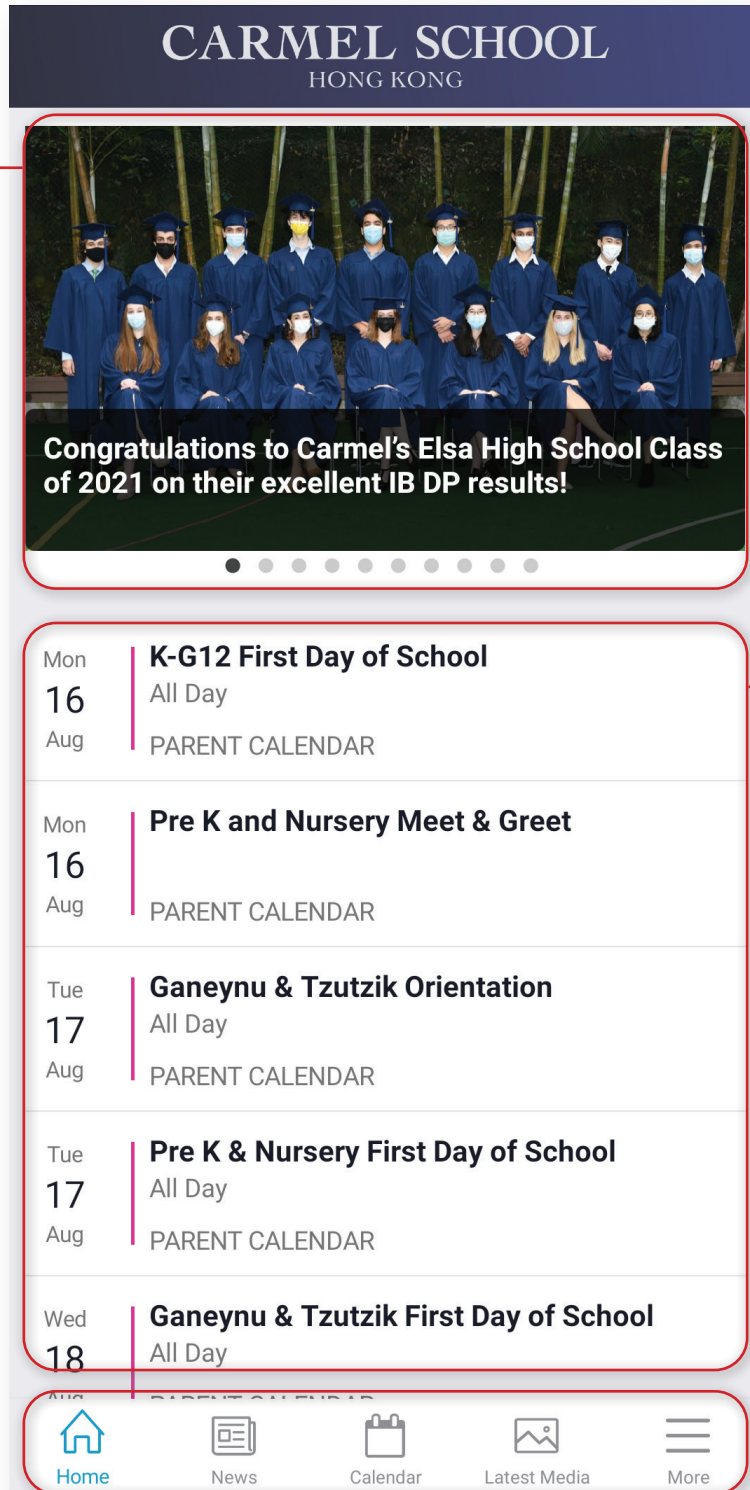 CARMEL SCHOOL
HONG KONG
Congratulations to Carmel's Elsa High School Class
of 2021 on their excellent IB DP results!
Mon
16
Aug
K-G12 First Day of School
All Day
PARENT CALENDAR
Mon
16
Aug
Pre K and Nursery Meet & Greet
PARENT CALENDAR
Tue
17
Aug
Ganeynu & Tzutzik Orientation
All Day
PARENT CALENDAR
Tue
17
Aug
Pre K & Nursery First Day of School
All Day
PARENT CALENDAR
Wed
18
Aug
Ganeynu & Tzutzik First Day of School
All Day
PARENT CALENDAR
Home
News
Calendar
Latest Media
More